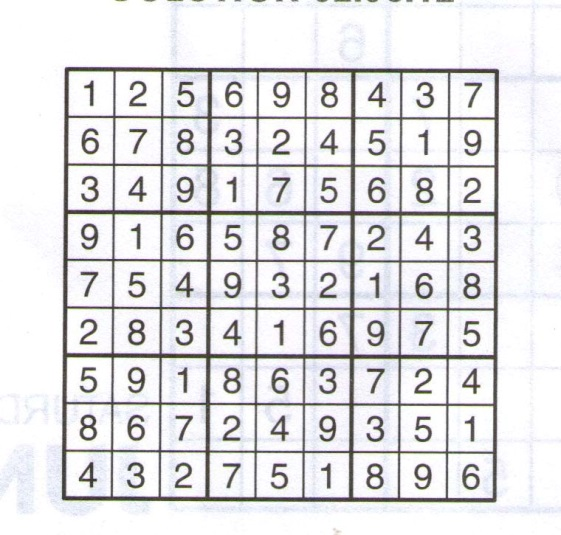 1 2 5 6 9 8 4 3 7
6 7 8 3 2 4 5 1 9
3 4 9 1 7 5 6 8 2
9 1 6 5 8 7 2 4 3
7 5 4 9 3 2 1 6 8
2 8 3 4 1 6 9 7 5
5 9 1 8 6 3 7 2 4
8 6 7 2 4 9 3 5 1
4 3 2 7 5 1 8 9 6